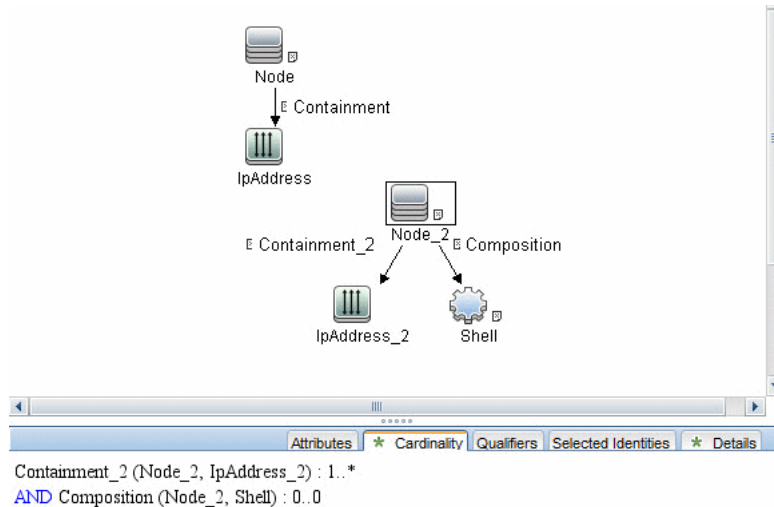 Node
Containment
IpAddress
Node_2
Containment_2
Composition
IpAddress_2
Shell
Attributes * Cardinality Qualifiers Selected Identities * Details
Containment_2 (Node_2, IpAddress_2) : 1..*
AND Composition (Node_2, Shell) : 0..0